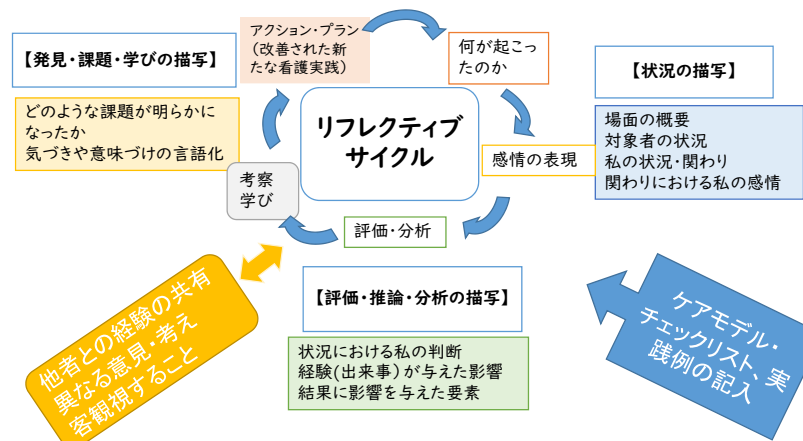 アクション・プラン
(改善された新
たな看護実践)
何が起こっ
たのか
【発見・課題・学びの描写】
【状況の描写】
どのような課題が明らかに
なったか
気づきや意味づけの言語化
リフレクティブ
サイクル
場面の概要
対象者の状況
私の状況・関わり
関わりにおける私の感情
感情の表現
考察
学び
評価・分析
【評価・推論・分析の描写】
状況における私の判断
経験(出来事)が与えた影響
結果に影響を与えた要素
他者との経験の共有
異なる意見・考え
客観視すること
ケアモデル・
チェックリスト、実
践例の記入